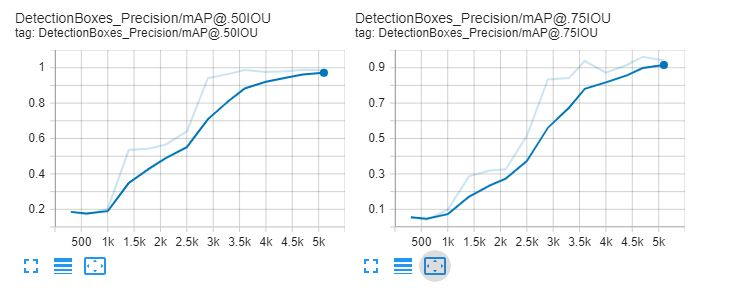 DetectionBoxes_Precision/mAP@.50IOU
tag: DetectionBoxes_Precision/mAP@.50IOU
1
0.8
0.6
0.4
0.2
500 1k 1.5k 2k 2.5k 3k 3.5k 4k 4.5k 5k
DetectionBoxes_Precision/mAP@.75IOU
tag: DetectionBoxes_Precision/mAP@.75IOU
0.9
0.7
0.5
0.3
0.1
500 1k 1.5k 2k 2.5k 3k 3.5k 4k 4.5k 5k